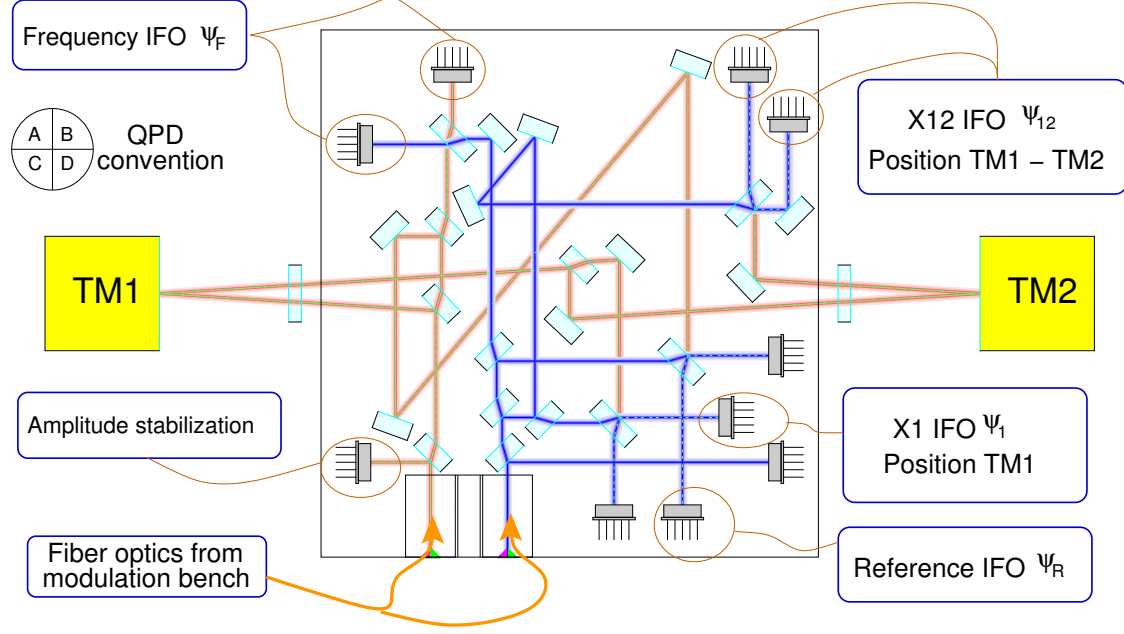 Frequency IFO ψF
A B
C D
QPD
convention
X12 IFO ψ12
Position TM1 – TM2
TM1
TM2
Amplitude stabilization
X1 IFO ψ1
Position TM1
Fiber optics from
modulation bench
Reference IFO ψR